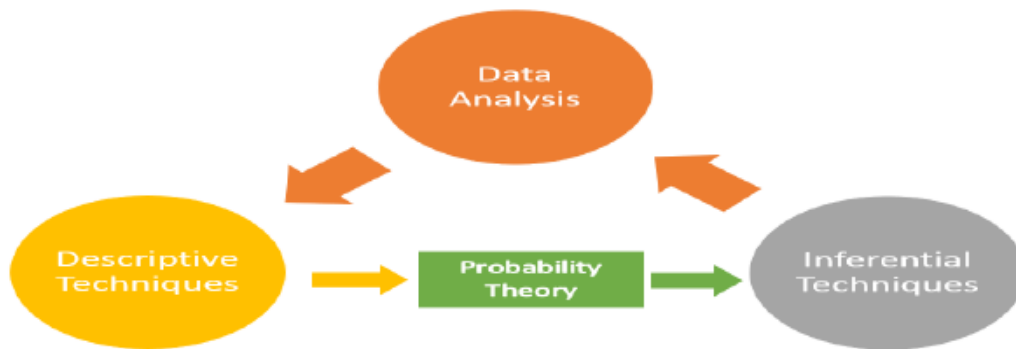 Data
Analysis
Descriptive
Techniques
Probability
Theory
Inferential
Techniques